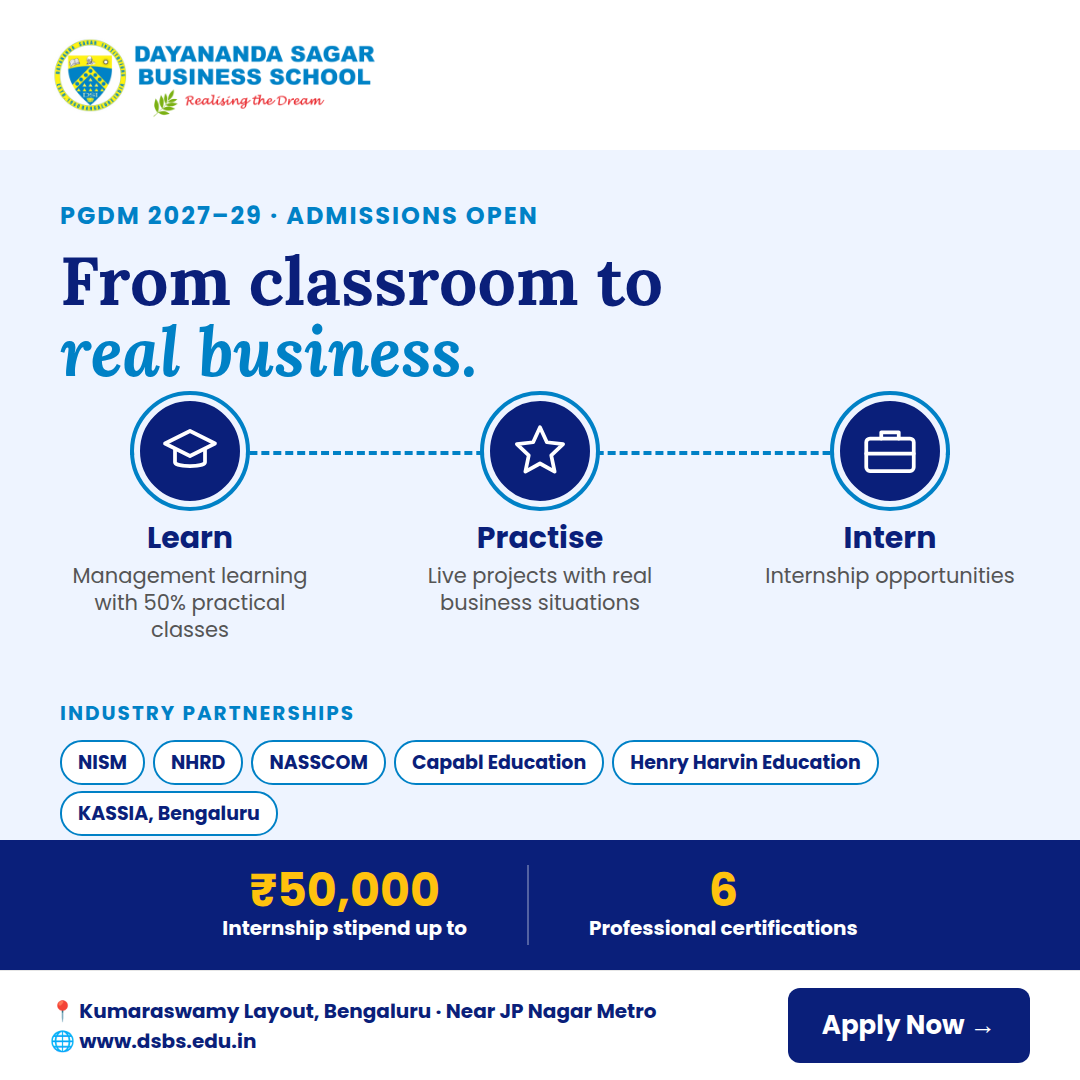 DAYANANDA SAGAR
BUSINESS SCHOOL
Realising the Dream
PGDM 2027–29 · ADMISSIONS OPEN
From classroom to
real business.
Learn
Management learning
with 50% practical
classes
Practise
Live projects with real
business situations
Intern
Internship opportunities
INDUSTRY PARTNERSHIPS
NISM
NHRD
NASSCOM
Capabl Education
Henry Harvin Education
KASSIA, Bengaluru
₹50,000
Internship stipend up to
6
Professional certifications
📍 Kumaraswamy Layout, Bengaluru · Near JP Nagar Metro
🌐 www.dsbs.edu.in
Apply Now →